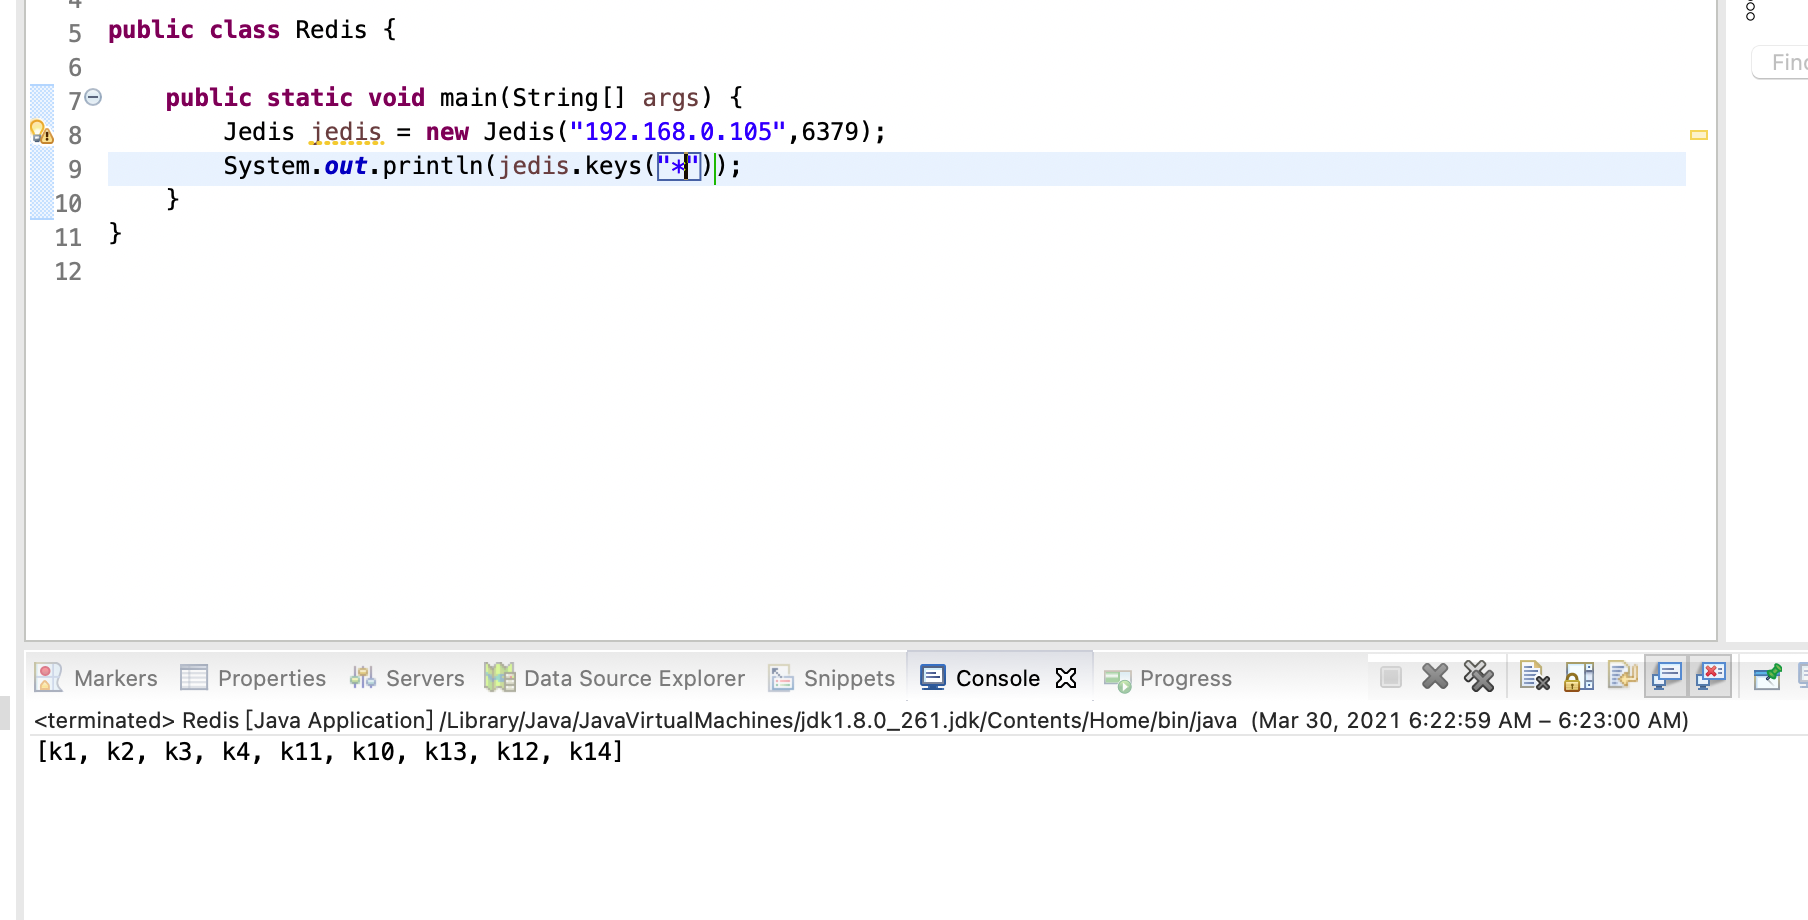 5 public class Redis {
6
7 public static void main(String[] args) {
8 Jedis jedis = new Jedis("192.168.0.105",6379);
9 System.out.println(jedis.keys("*"));
10 }
11 }
12
Markers Properties Servers Data Source Explorer Snippets Console Progress
<terminated> Redis [Java Application] /Library/Java/JavaVirtualMachines/jdk1.8.0_261.jdk/Contents/Home/bin/java (Mar 30, 2021 6:22:59 AM – 6:23:00 AM)
[k1, k2, k3, k4, k11, k10, k13, k12, k14]